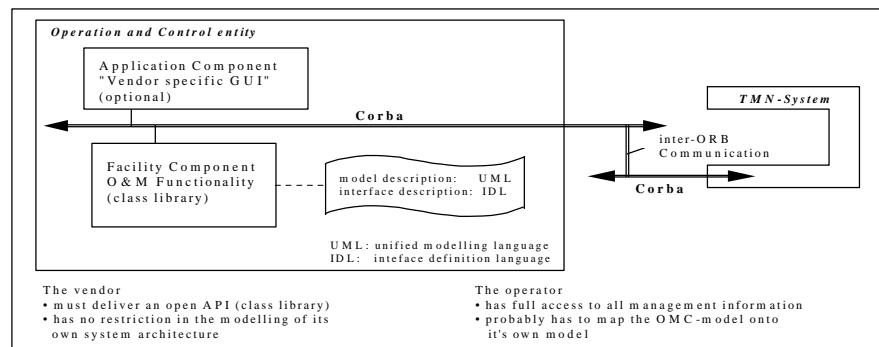 Operation and Control entity
Application Component
"Vendor specific GUI"
(optional)
TMN-System
Corba
inter-ORB
Communication
Facility Component
O&M Functionality
(class library)
model description: UML
interface description: IDL
Corba
UML: unified modelling language
IDL: inteface definition language
The vendor
• must deliver an open API (class library)
• has no restriction in the modelling of its
own system architecture
The operator
• has full access to all management information
• probably has to map the OMC-model onto
it's own model